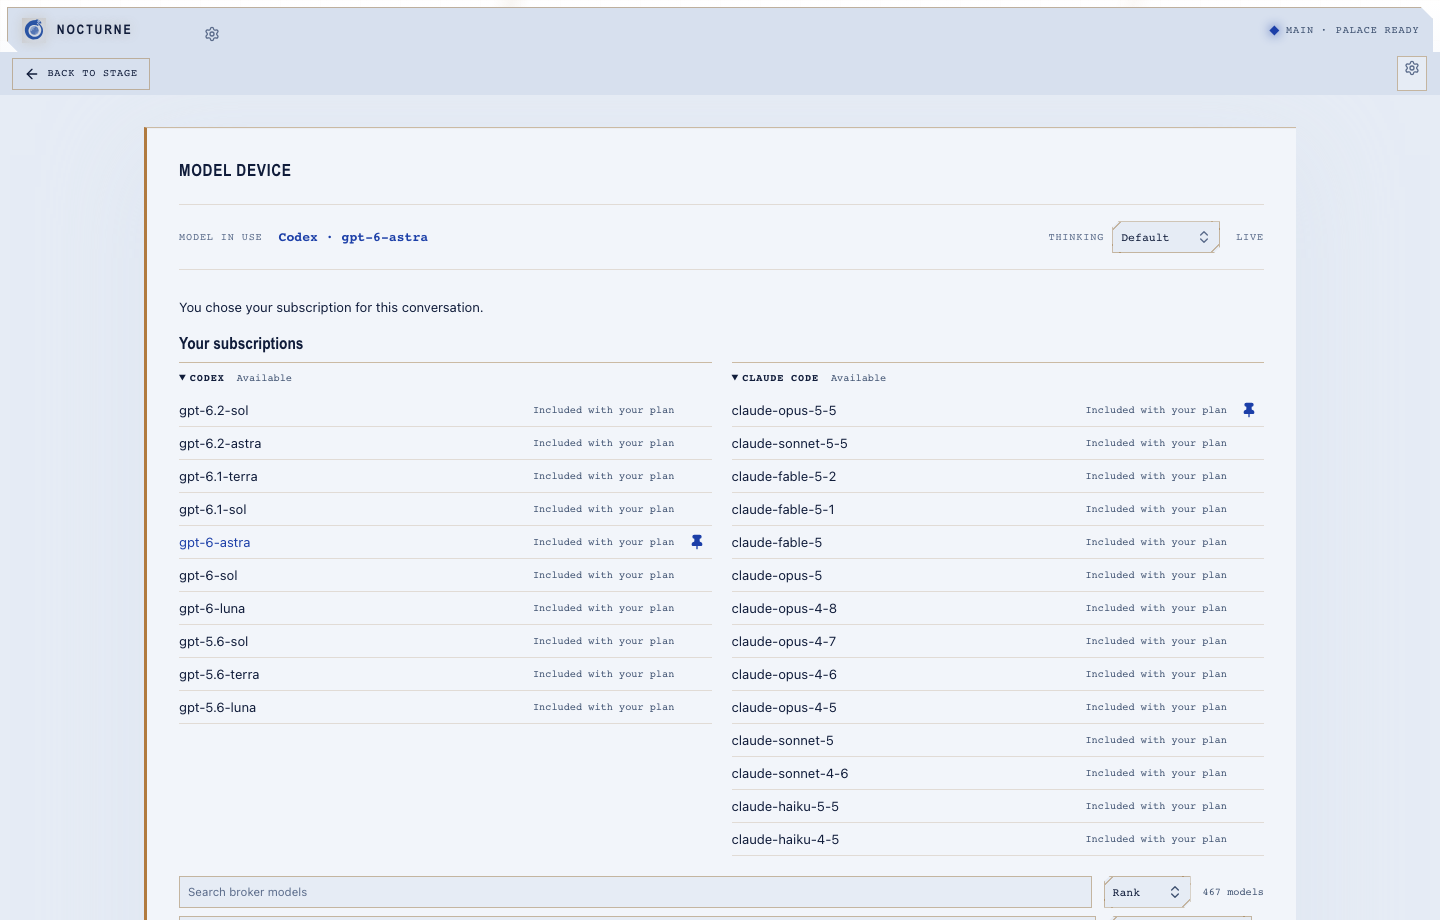 NOCTURNE
MAIN · PALACE READY
BACK TO STAGE
MODEL DEVICE
MODEL IN USE Codex · gpt-6-astra
THINKING Default LIVE
You chose your subscription for this conversation.
Your subscriptions
CODEX Available
gpt-6.2-sol Included with your plan
gpt-6.2-astra Included with your plan
gpt-6.1-terra Included with your plan
gpt-6.1-sol Included with your plan
gpt-6-astra Included with your plan
gpt-6-sol Included with your plan
gpt-6-luna Included with your plan
gpt-5.6-sol Included with your plan
gpt-5.6-terra Included with your plan
gpt-5.6-luna Included with your plan
CLAUDE CODE Available
claude-opus-5-5 Included with your plan
claude-sonnet-5-5 Included with your plan
claude-fable-5-2 Included with your plan
claude-fable-5-1 Included with your plan
claude-fable-5 Included with your plan
claude-opus-5 Included with your plan
claude-opus-4-8 Included with your plan
claude-opus-4-7 Included with your plan
claude-opus-4-6 Included with your plan
claude-opus-4-5 Included with your plan
claude-sonnet-5 Included with your plan
claude-sonnet-4-6 Included with your plan
claude-haiku-5-5 Included with your plan
claude-haiku-4-5 Included with your plan
Search broker models
Rank
467 models